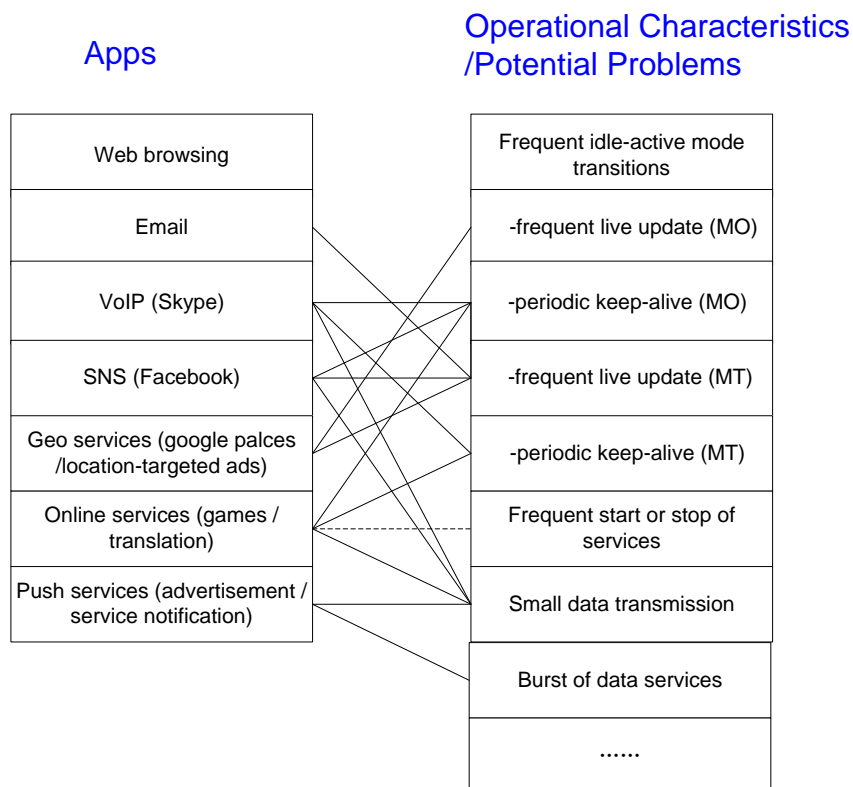 Apps
Operational Characteristics
/Potential Problems
Web browsing
Email
VoIP (Skype)
SNS (Facebook)
Geo services (google palces
/location-targeted ads)
Online services (games /
translation)
Push services (advertisement /
service notification)
Frequent idle-active mode
transitions
-frequent live update (MO)
-periodic keep-alive (MO)
-frequent live update (MT)
-periodic keep-alive (MT)
Frequent start or stop of
services
Small data transmission
Burst of data services
......